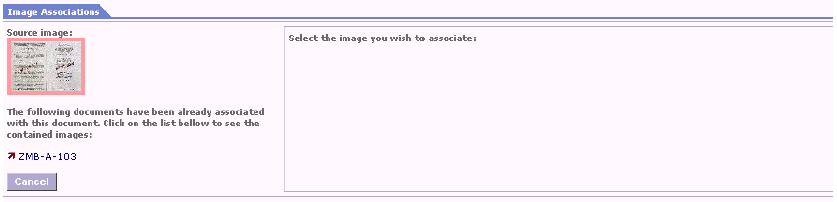 Image Associations
Source image:
Select the image you wish to associate:
The following documents have been already associated
with this document. Click on the list bellow to see the
contained images:
ZMB-A-103
Cancel